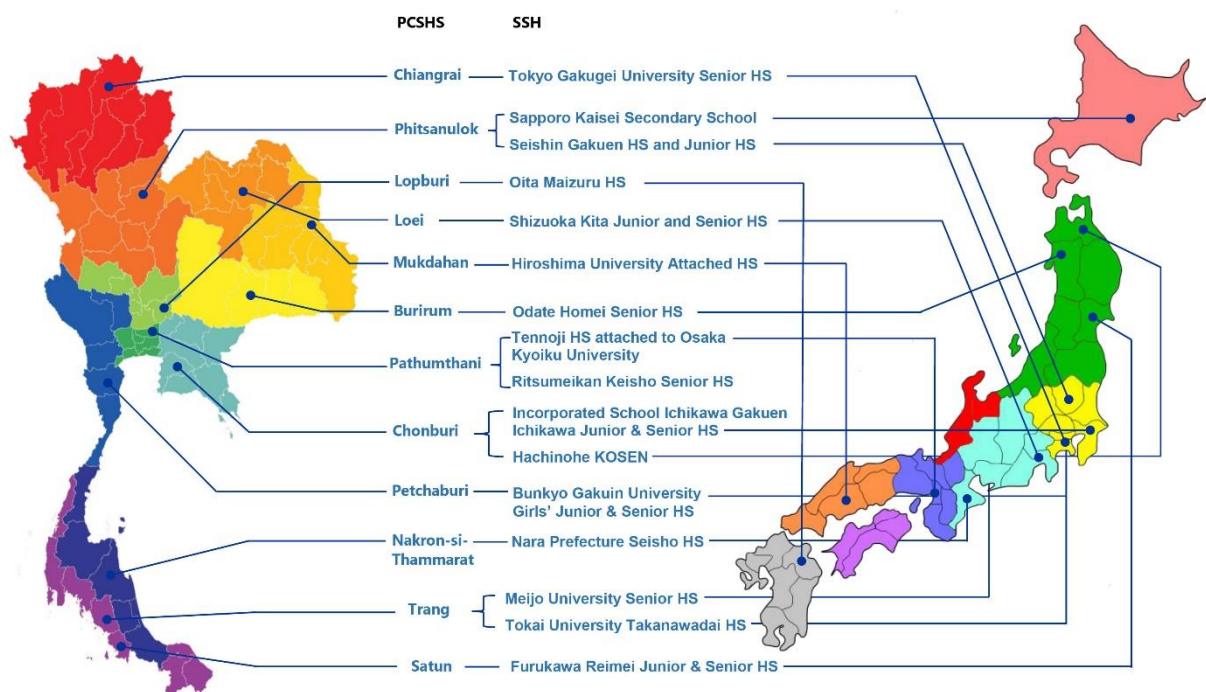 PCSHS SSH
Chiangrai Tokyo Gakugei University Senior HS
Phitsanulok Sapporo Kaisei Secondary School
Seishin Gakuen HS and Junior HS
Lopburi Oita Maizuru HS
Loei Shizuoka Kita Junior and Senior HS
Mukdahan Hiroshima University Attached HS
Burirum Odate Homei Senior HS
Pathumthani Tennoji HS attached to Osaka
Kyoiku University
Ritsumeikan Keisho Senior HS
Chonburi Incorporated School Ichikawa Gakuen
Ichikawa Junior & Senior HS
Hachinohe KOSEN
Petchaburi Bunkyo Gakuin University
Girls' Junior & Senior HS
Nakron-si- Nara Prefecture Seisho HS
Thammarat
Trang Meijo University Senior HS
Tokai University Takanawadai HS
Satun Furukawa Reimei Junior & Senior HS